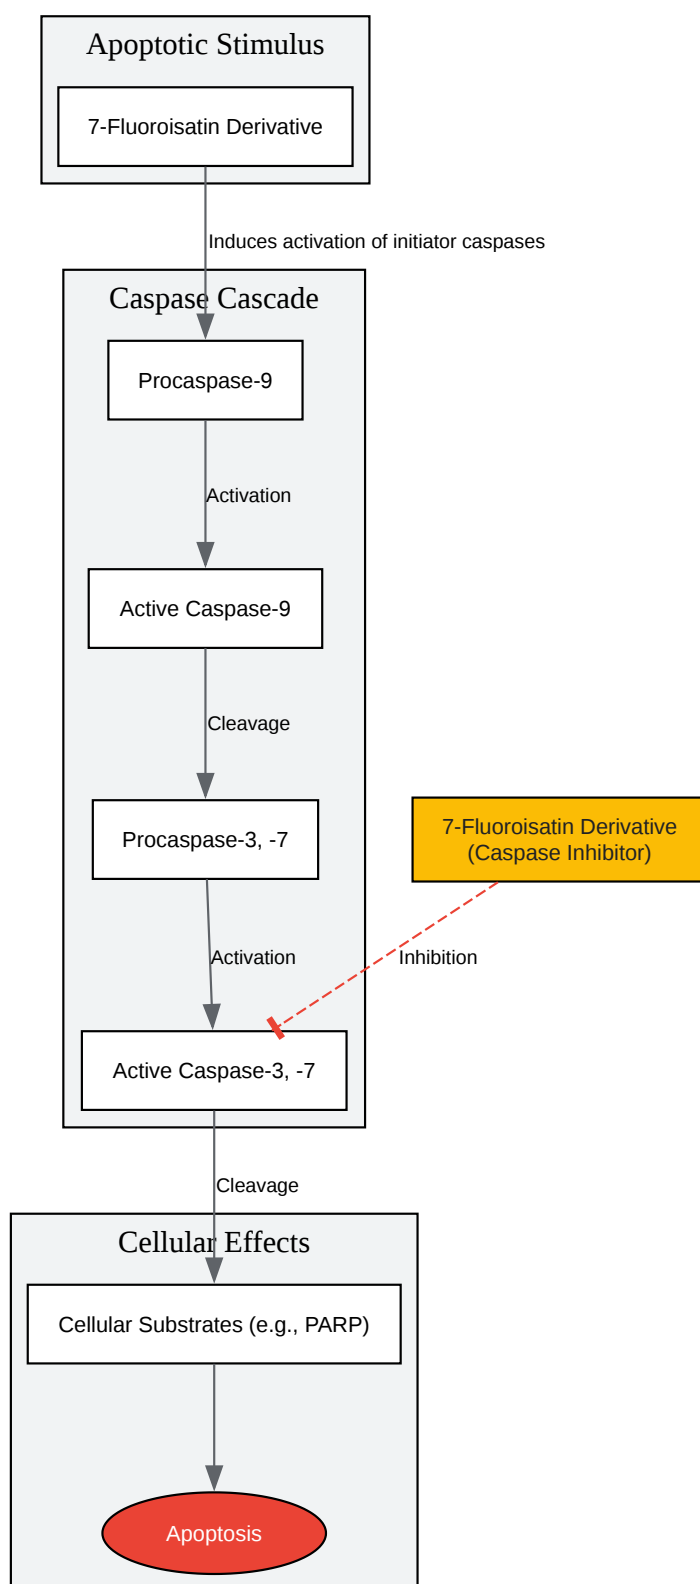 Apoptotic Stimulus
7-Fluoroisatin Derivative
Induces activation of initiator caspases
Caspase Cascade
Procaspase-9
Activation
Active Caspase-9
Cleavage
Procaspase-3, -7
7-Fluoroisatin Derivative
(Caspase Inhibitor)
Activation
Inhibition
Active Caspase-3, -7
Cleavage
Cellular Effects
Cellular Substrates (e.g., PARP)
Apoptosis